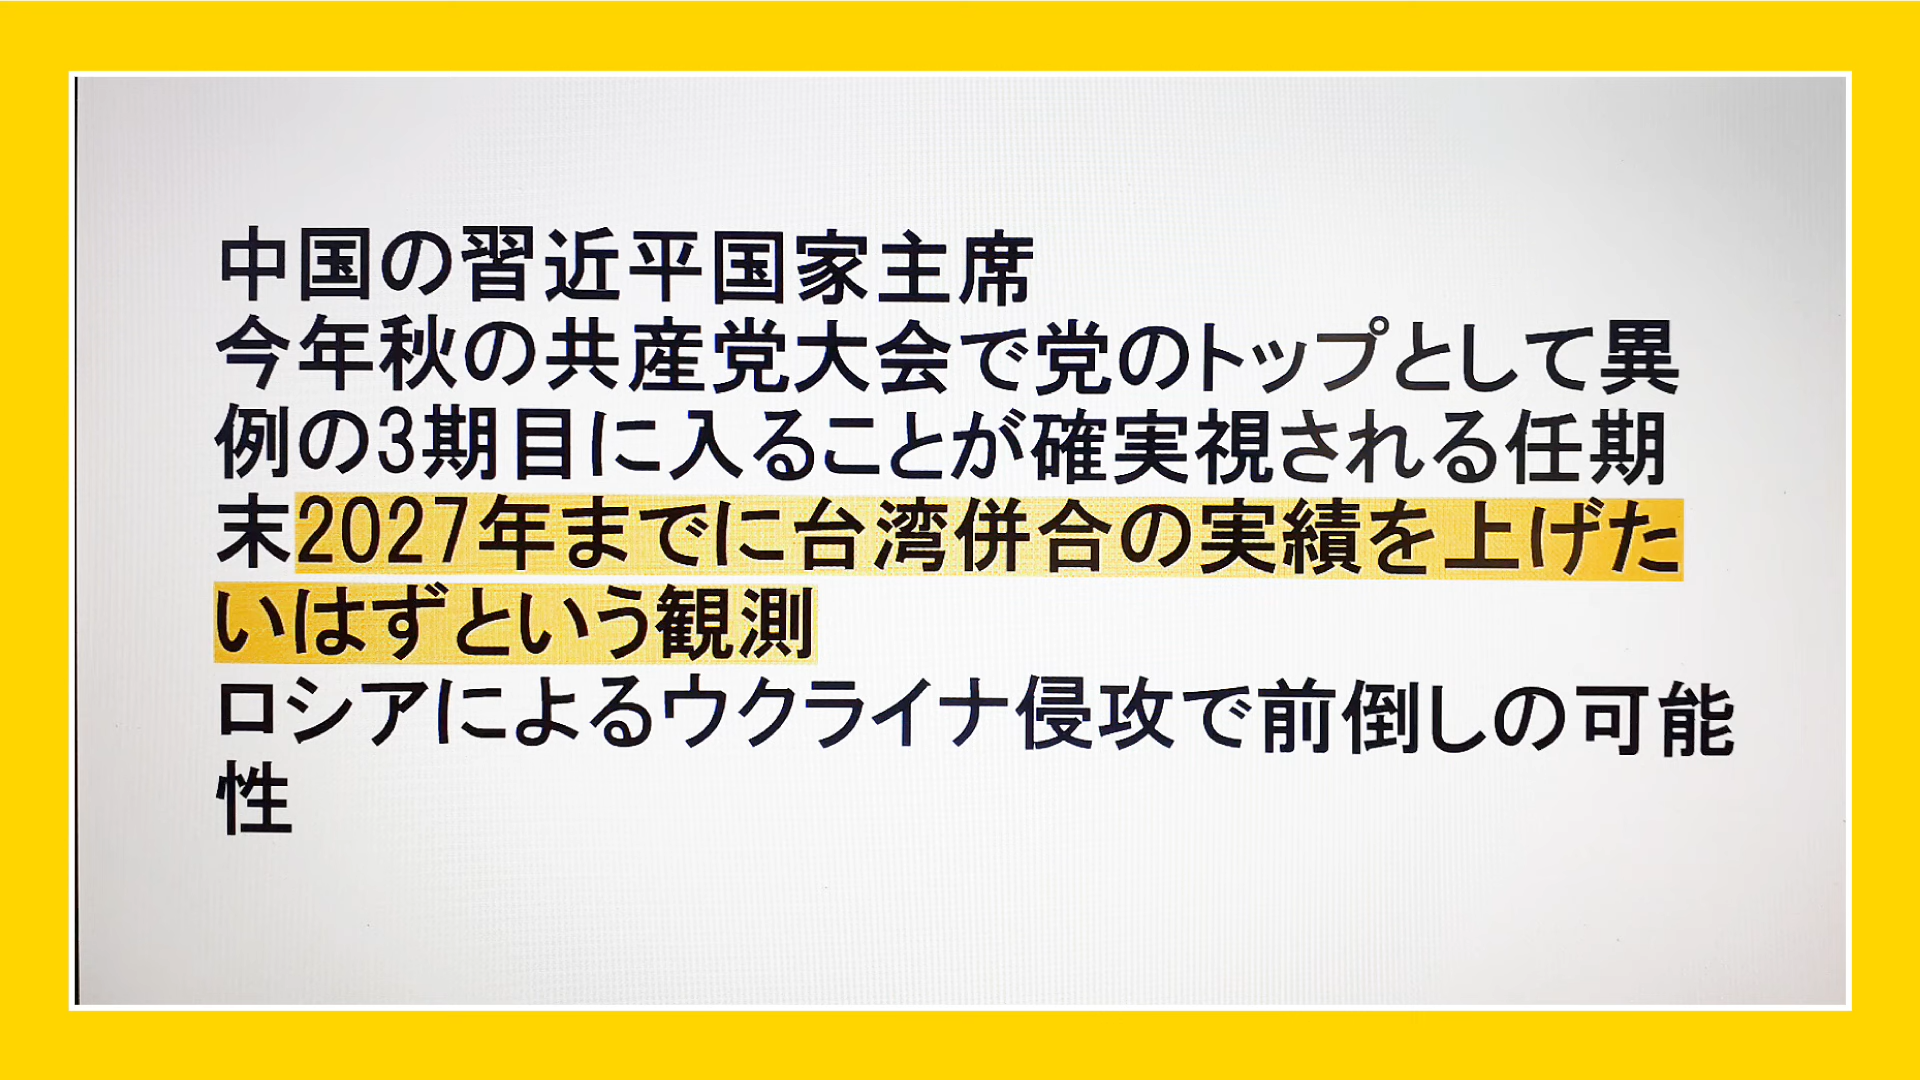 中国の習近平国家主席
今年秋の共産党大会で党のトップとして異
例の3期目に入ることが確実視される任期
末2027年までに台湾併合の実績を上げた
いはずという観測
ロシアによるウクライナ侵攻で前倒しの可能
性